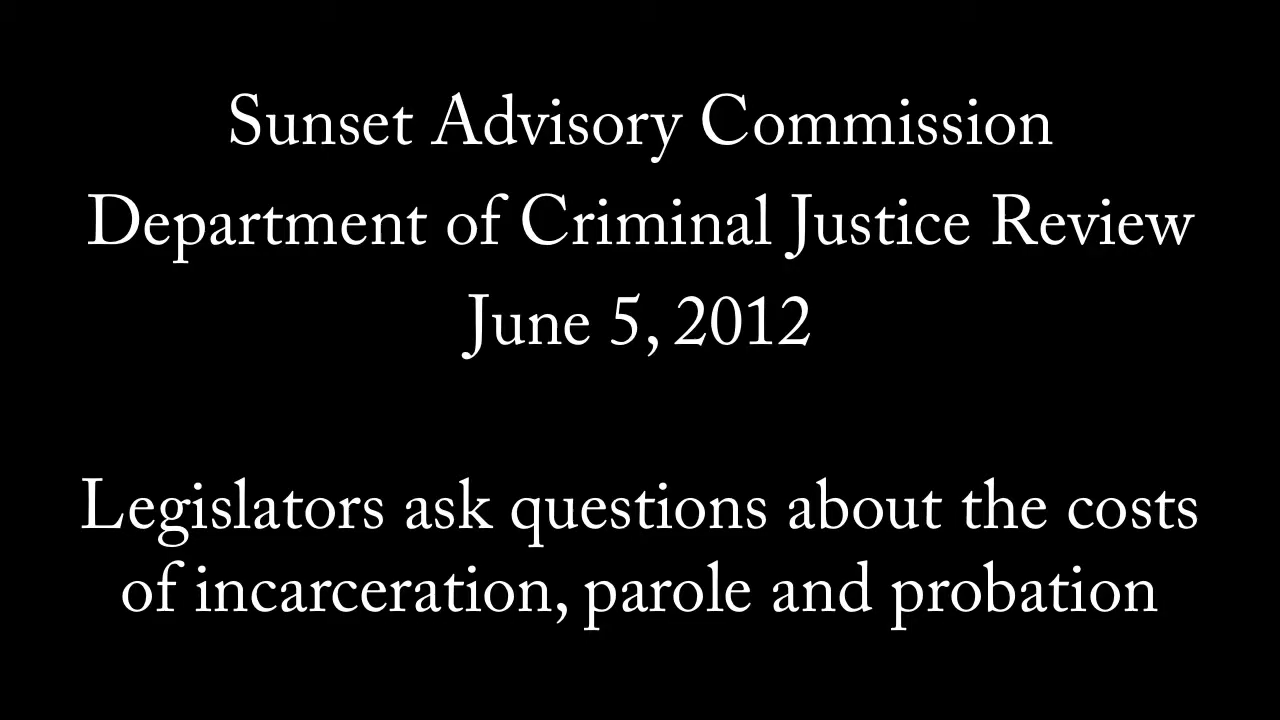 Sunset Advisory Commission
Department of Criminal Justice Review
June 5, 2012
Legislators ask questions about the costs
of incarceration, parole and probation